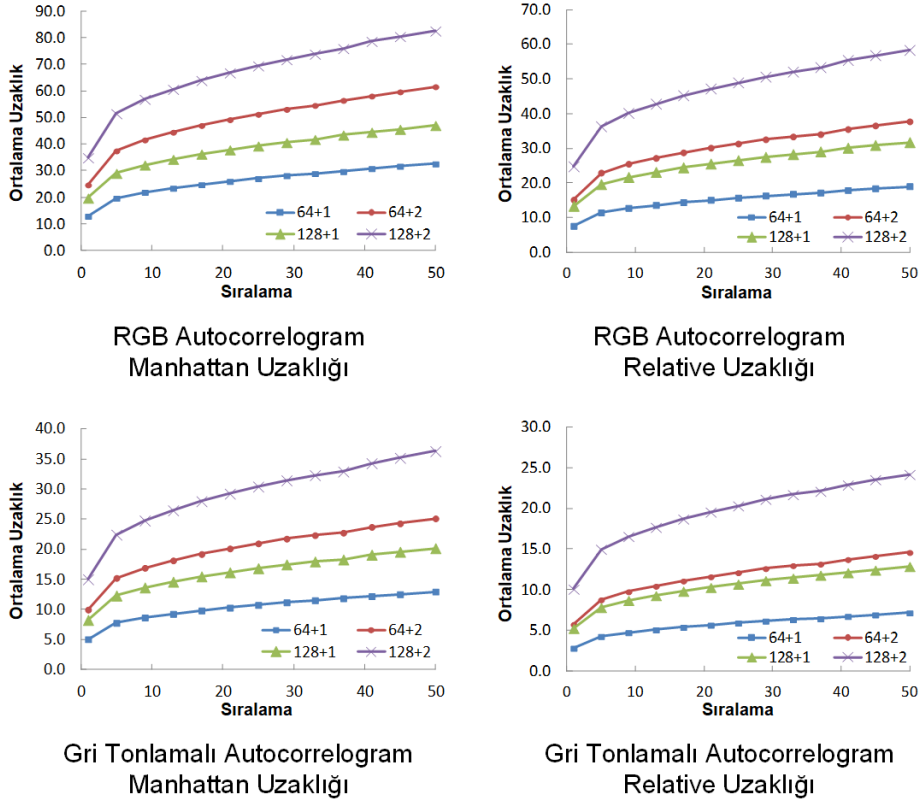 90.0
80.0
70.0
60.0
50.0
40.0
30.0
20.0
10.0
0.0
Ortalama Uzaklık
64+1 64+2
128+1 128+2
0 10 20 30 40 50
Sıralama
RGB Autocorrelogram
Manhattan Uzaklığı
70.0
60.0
50.0
40.0
30.0
20.0
10.0
0.0
Ortalama Uzaklık
64+1 64+2
128+1 128+2
0 10 20 30 40 50
Sıralama
RGB Autocorrelogram
Relative Uzaklığı
40.0
35.0
30.0
25.0
20.0
15.0
10.0
5.0
0.0
Ortalama Uzaklık
64+1 64+2
128+1 128+2
0 10 20 30 40 50
Sıralama
Gri Tonlamalı Autocorrelogram
Manhattan Uzaklığı
30.0
25.0
20.0
15.0
10.0
5.0
0.0
Ortalama Uzaklık
64+1 64+2
128+1 128+2
0 10 20 30 40 50
Sıralama
Gri Tonlamalı Autocorrelogram
Relative Uzaklığı